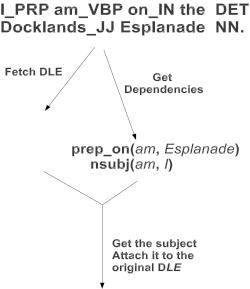 I_PRP am_VBP on_IN the DET
Docklands_JJ Esplanade NN.
Fetch DLE
Get
Dependencies
prep_on(am, Esplanade)
nsubj(am, I)
Get the subject
Attach it to the
original DLE